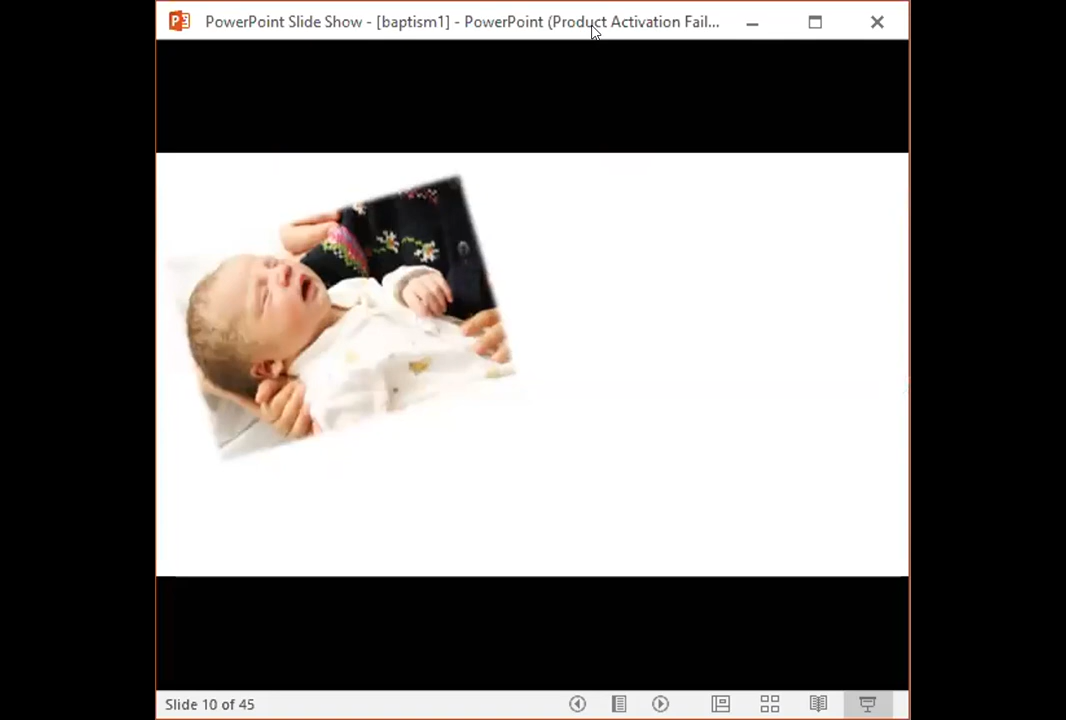 PowerPoint Slide Show - [baptism1] - PowerPoint (Product Activation Fail...
Slide 10 of 45